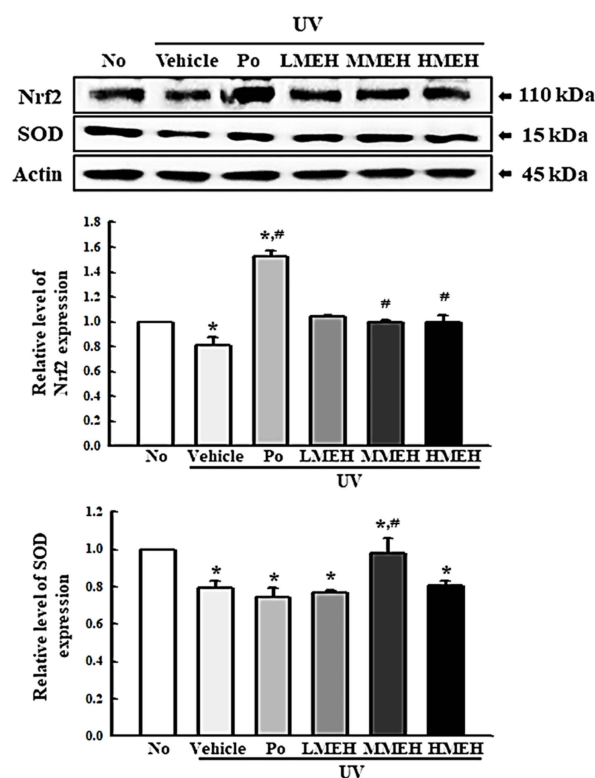 UV
No Vehicle Po LMEH MMEH HMEH
Nrf2 110 kDa
SOD 15 kDa
Actin 45 kDa
Relative level of
Nrf2 expression
1.8
1.6
1.4
1.2
1.0
0.8
0.6
0.4
0.2
0.0
*
*,#
#
#
No Vehicle Po LMEH MMEH HMEH
UV
Relative level of SOD
expression
1.2
1.0
0.8
0.6
0.4
0.2
0.0
*
*
*
*,#
*
No Vehicle Po LMEH MMEH HMEH
UV